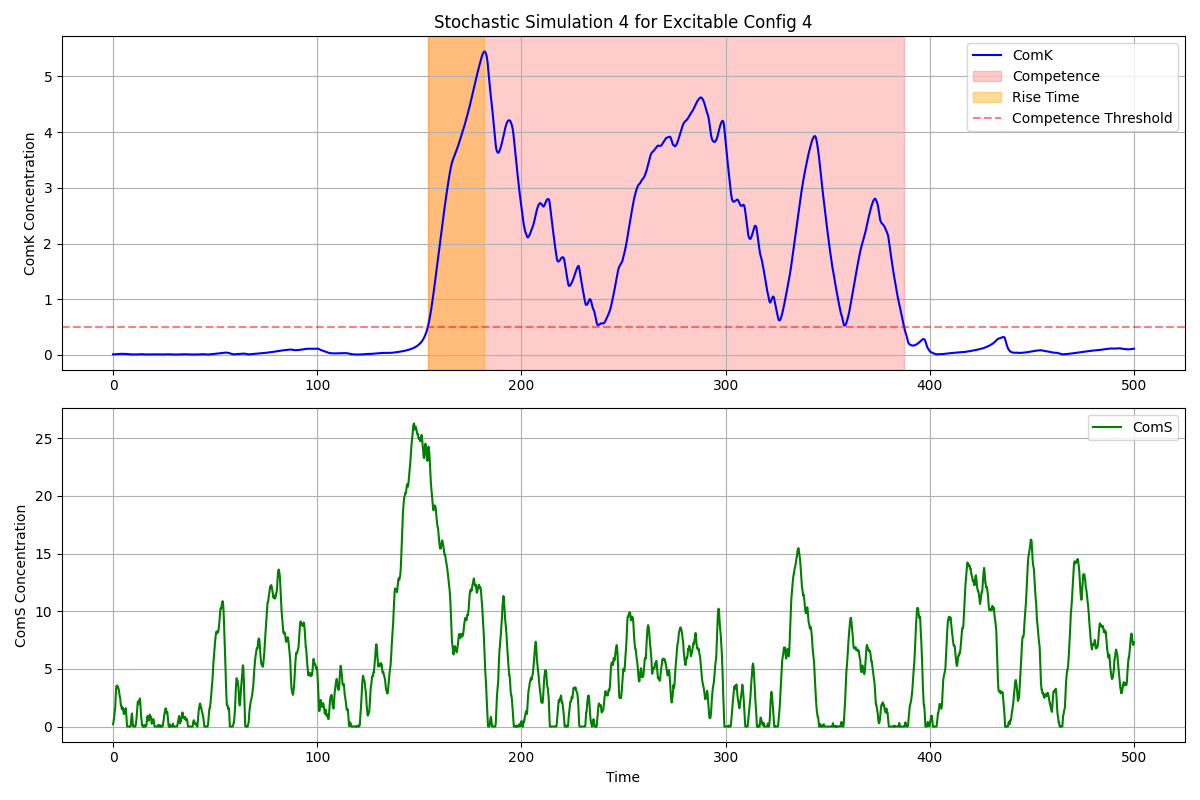 Stochastic Simulation 4 for Excitable Config 4
ComK Concentration
5
4
3
2
1
0
ComK
Competence
Rise Time
Competence Threshold
0 100 200 300 400 500
ComS Concentration
25
20
15
10
5
0
ComS
0 100 200 300 400 500
Time